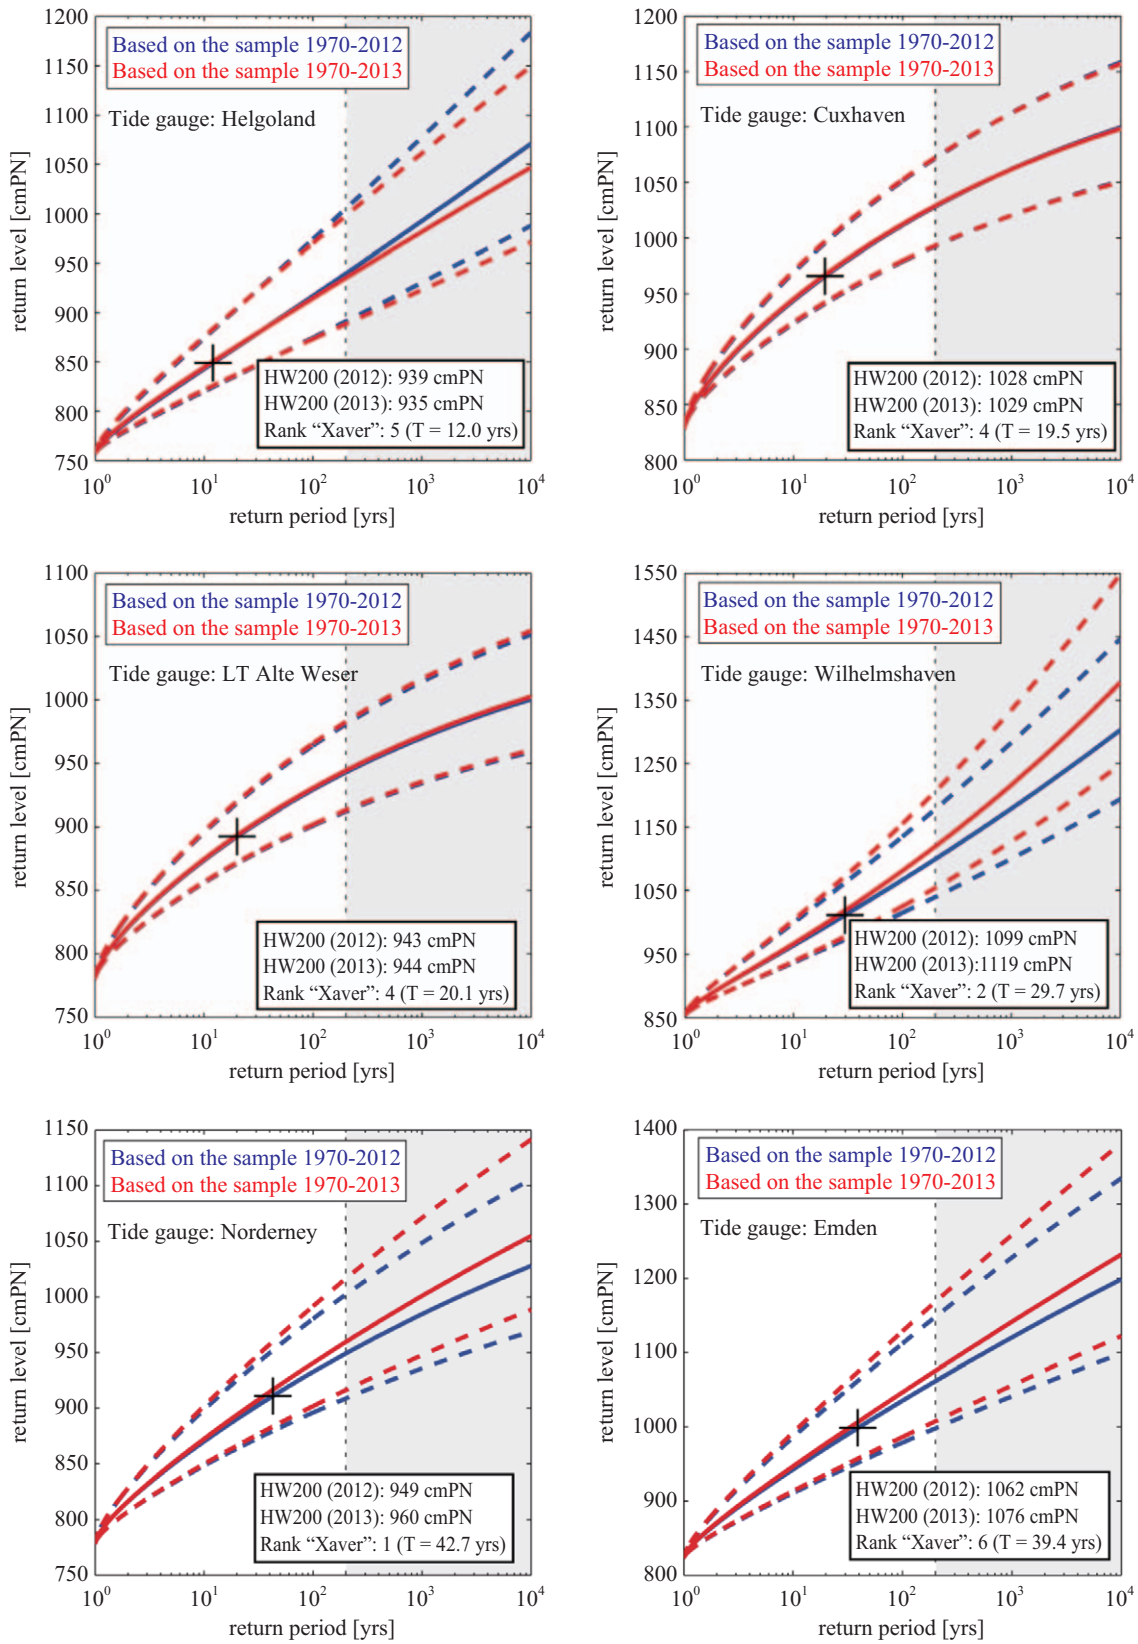 Based on the sample 1970-2012
Based on the sample 1970-2013
Tide gauge: Helgoland
return level [cmPN]
1200
1150
1100
1050
1000
950
900
850
800
750
HW200 (2012): 939 cmPN
HW200 (2013): 935 cmPN
Rank “Xaver”: 5 (T = 12.0 yrs)
10^0 10^1 10^2 10^3 10^4
return period [yrs]
Based on the sample 1970-2012
Based on the sample 1970-2013
Tide gauge: Cuxhaven
return level [cmPN]
1200
1150
1100
1050
1000
950
900
850
800
HW200 (2012): 1028 cmPN
HW200 (2013): 1029 cmPN
Rank “Xaver”: 4 (T = 19.5 yrs)
10^0 10^1 10^2 10^3 10^4
return period [yrs]
Based on the sample 1970-2012
Based on the sample 1970-2013
Tide gauge: LT Alte Weser
return level [cmPN]
1100
1050
1000
950
900
850
800
750
HW200 (2012): 943 cmPN
HW200 (2013): 944 cmPN
Rank “Xaver”: 4 (T = 20.1 yrs)
10^0 10^1 10^2 10^3 10^4
return period [yrs]
Based on the sample 1970-2012
Based on the sample 1970-2013
Tide gauge: Wilhelmshaven
return level [cmPN]
1550
1450
1350
1250
1150
1050
950
850
HW200 (2012): 1099 cmPN
HW200 (2013):1119 cmPN
Rank “Xaver”: 2 (T = 29.7 yrs)
10^0 10^1 10^2 10^3 10^4
return period [yrs]
Based on the sample 1970-2012
Based on the sample 1970-2013
Tide gauge: Norderney
return level [cmPN]
1150
1100
1050
1000
950
900
850
800
750
HW200 (2012): 949 cmPN
HW200 (2013): 960 cmPN
Rank “Xaver”: 1 (T = 42.7 yrs)
10^0 10^1 10^2 10^3 10^4
return period [yrs]
Based on the sample 1970-2012
Based on the sample 1970-2013
Tide gauge: Emden
return level [cmPN]
1400
1300
1200
1100
1000
900
800
HW200 (2012): 1062 cmPN
HW200 (2013): 1076 cmPN
Rank “Xaver”: 6 (T = 39.4 yrs)
10^0 10^1 10^2 10^3 10^4
return period [yrs]